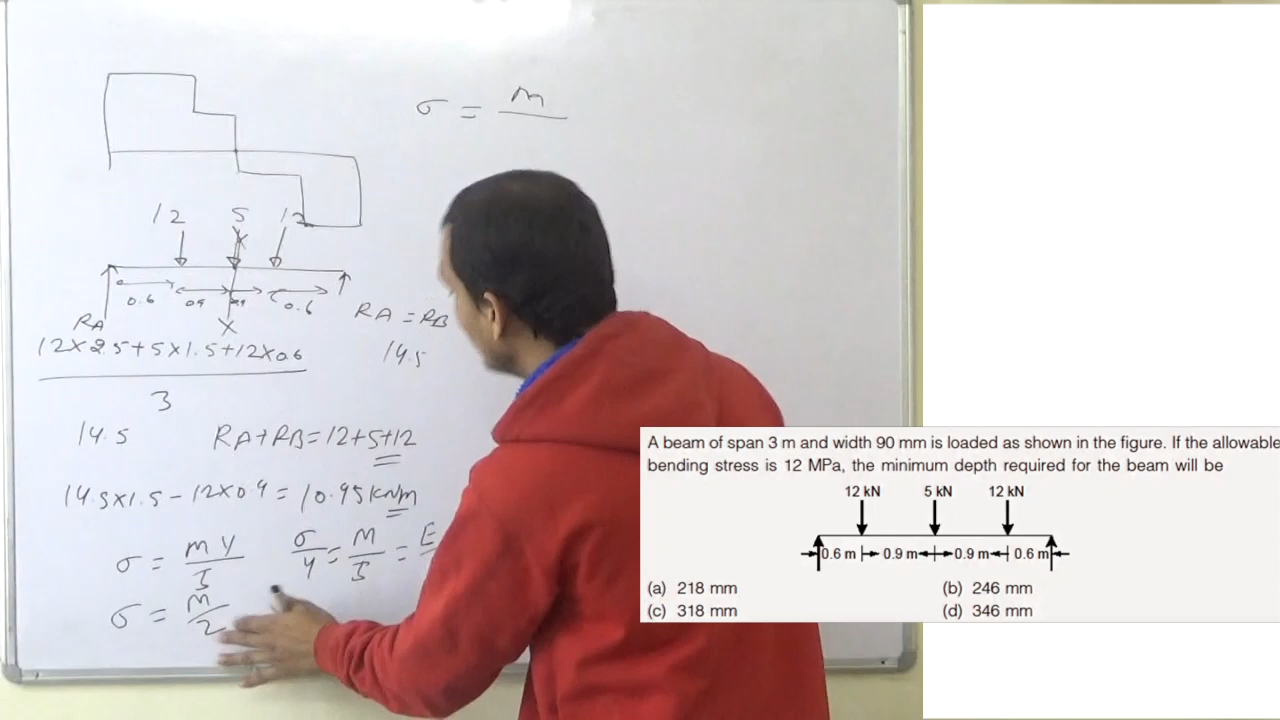 σ = M
12 5 12
X
0.6 0.9 0.9 0.6
RA X RA = RB
12×2.5+5×1.5+12×0.6
3
14.5
14.5 RA+RB=12+5+12
14.5×1.5-12×0.9=10.95kNm
σ = My/I σ/y = M/I = E
σ = M/Z
A beam of span 3 m and width 90 mm is loaded as shown in the figure. If the allowable
bending stress is 12 MPa, the minimum depth required for the beam will be
12 kN 5 kN 12 kN
0.6 m 0.9 m 0.9 m 0.6 m
(a) 218 mm (b) 246 mm
(c) 318 mm (d) 346 mm